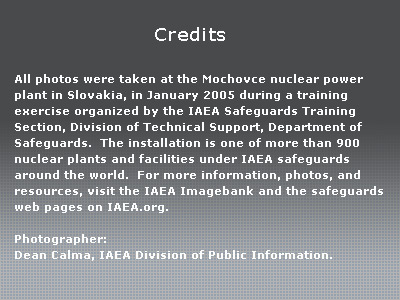 Credits
All photos were taken at the Mochovce nuclear power
plant in Slovakia, in January 2005 during a training
exercise organized by the IAEA Safeguards Training
Section, Division of Technical Support, Department of
Safeguards.  The installation is one of more than 900
nuclear plants and facilities under IAEA safeguards
around the world.  For more information, photos, and
resources, visit the IAEA Imagebank and the safeguards
web pages on IAEA.org.
Photographer:
Dean Calma, IAEA Division of Public Information.